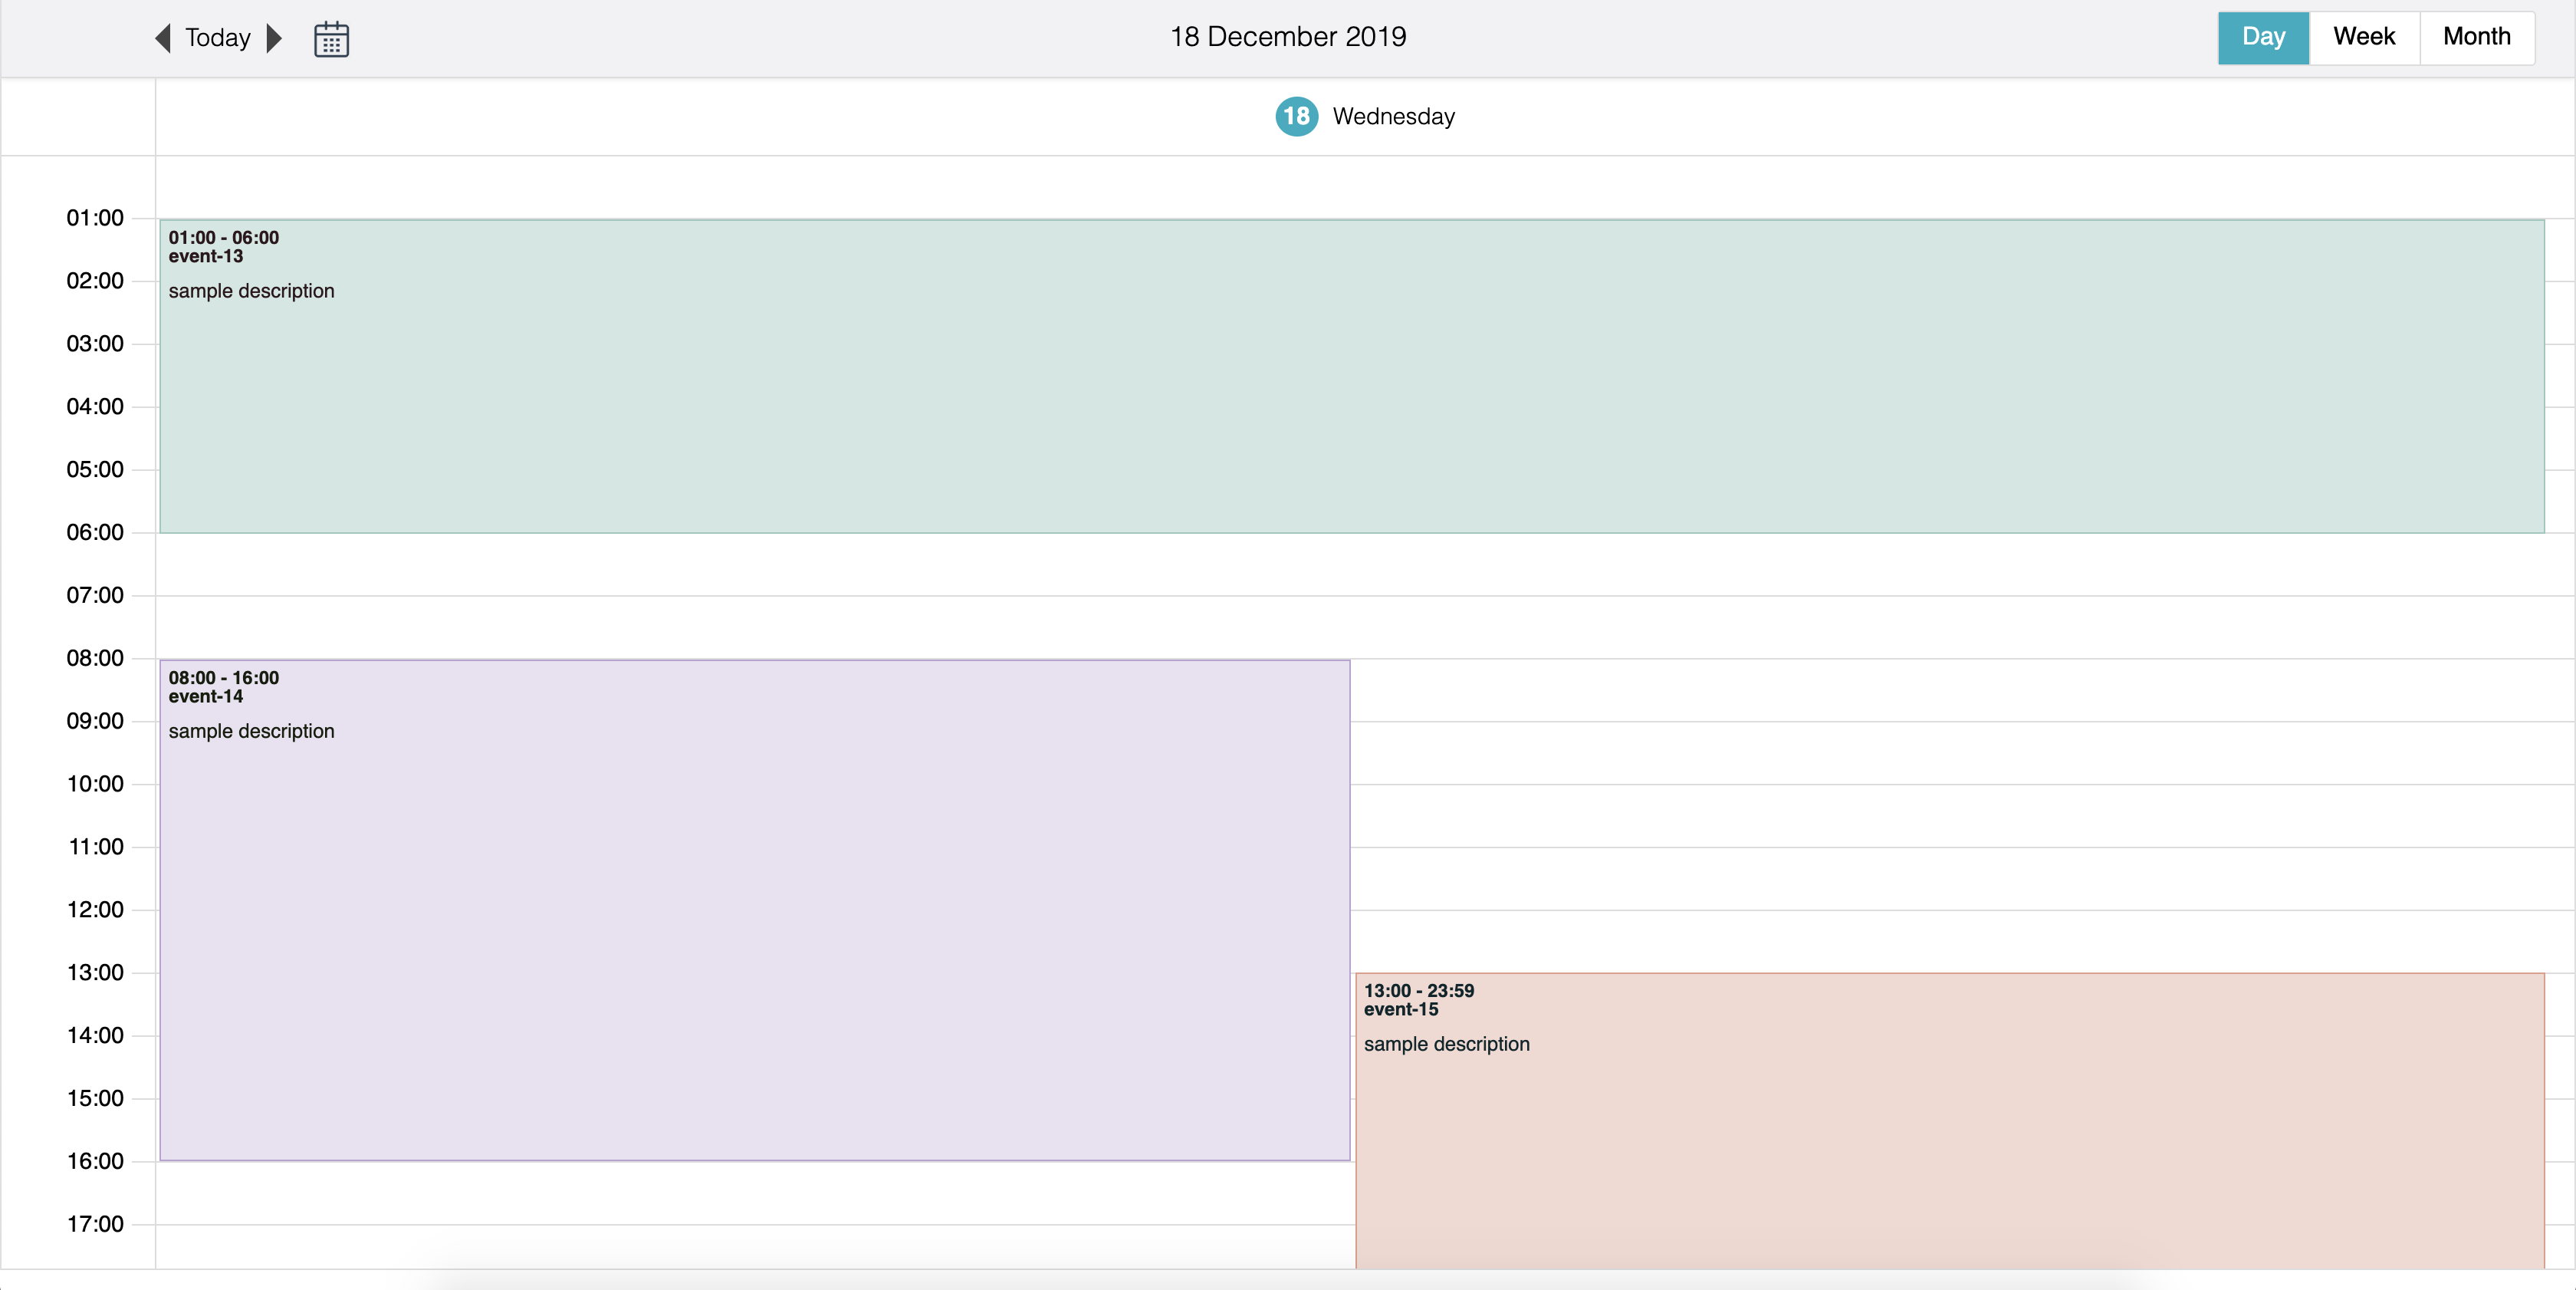 Today
18 December 2019
Day Week Month
18 Wednesday
01:00
01:00 - 06:00
event-13
02:00
sample description
03:00
04:00
05:00
06:00
07:00
08:00
08:00 - 16:00
event-14
09:00
sample description
10:00
11:00
12:00
13:00
13:00 - 23:59
event-15
14:00
sample description
15:00
16:00
17:00